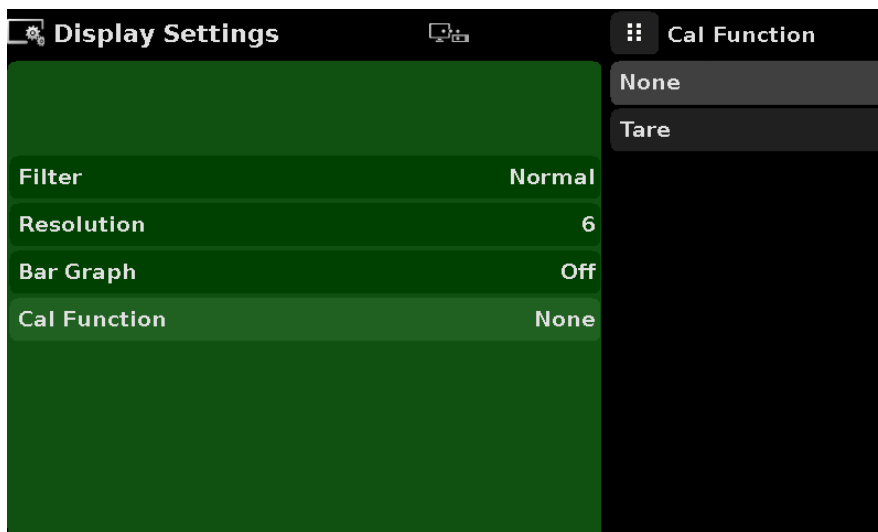 Display Settings
Filter Normal
Resolution 6
Bar Graph Off
Cal Function None
Cal Function
None
Tare